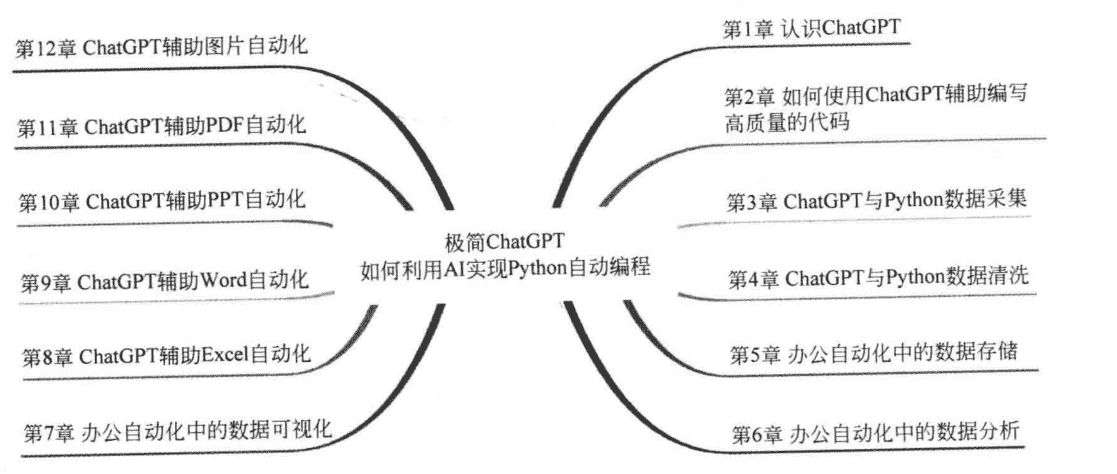 极简ChatGPT
如何利用AI实现Python自动编程
第1章 认识ChatGPT
第2章 如何使用ChatGPT辅助编写
高质量的代码
第3章 ChatGPT与Python数据采集
第4章 ChatGPT与Python数据清洗
第5章 办公自动化中的数据存储
第6章 办公自动化中的数据分析
第7章 办公自动化中的数据可视化
第8章 ChatGPT辅助Excel自动化
第9章 ChatGPT辅助Word自动化
第10章 ChatGPT辅助PPT自动化
第11章 ChatGPT辅助PDF自动化
第12章 ChatGPT辅助图片自动化